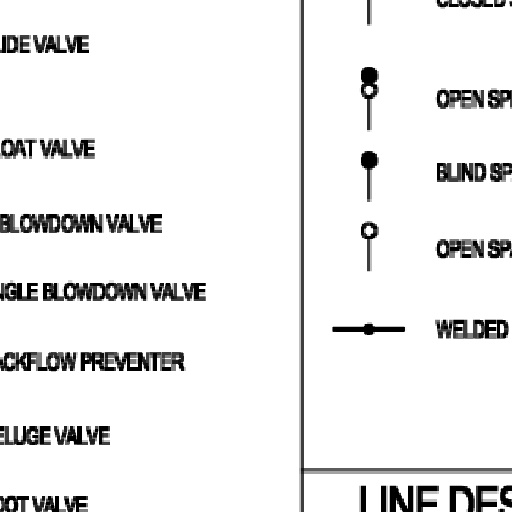 IDE VALVE
OAT VALVE
BLOWDOWN VALVE
NGLE BLOWDOWN VALVE
ACKFLOW PREVENTER
ELUGE VALVE
OOT VALVE
CLOSED
OPEN SP
BLIND SP
OPEN SPA
WELDED
LINE DES